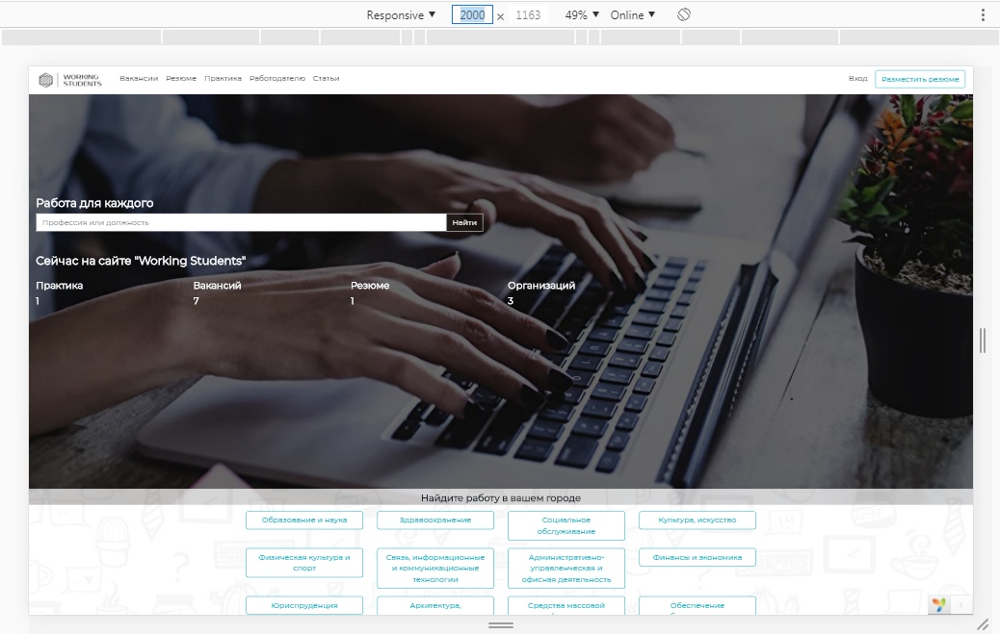 Responsive ▼ 2000 × 1163 49% ▼ Online ▼
WORKING
STUDENTS
Вакансии Резюме Практика Работодателю Статьи
Вход Разместить резюме
Работа для каждого
Профессия или должность Найти
Сейчас на сайте "Working Students"
Практика Вакансий Резюме Организаций
1 7 1 3
Найдите работу в вашем городе
Образование и наука
Здравоохранение
Социальное
обслуживание
Культура, искусство
Физическая культура и
спорт
Связь, информационные
и коммуникационные
технологии
Административно-
управленческая и
офисная деятельность
Финансы и экономика
Юриспруденция
Архитектура,
Средства массовой
Обеспечение